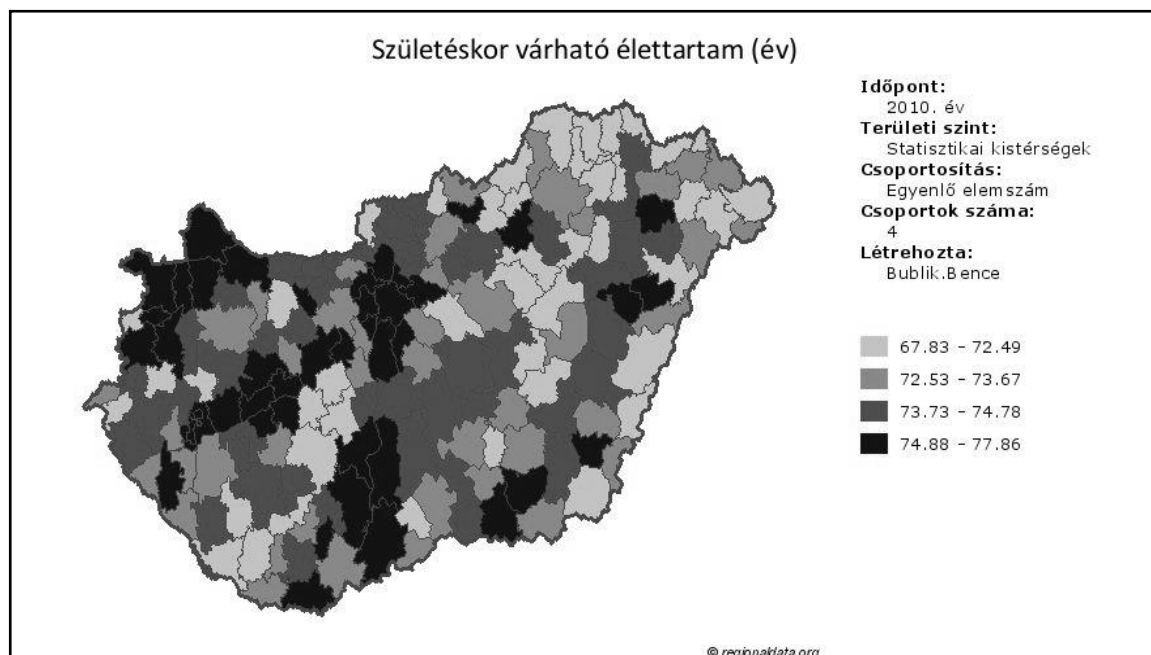 Születéskor várható élettartam (év)
Időpont:
2010. év
Területi szint:
Statisztikai kistérségek
Csoportosítás:
Egyenlő elemszám
Csoportok száma:
4
Létrehozta:
Bublik.Bence
67.83 - 72.49
72.53 - 73.67
73.73 - 74.78
74.88 - 77.86
© regionaldata.org